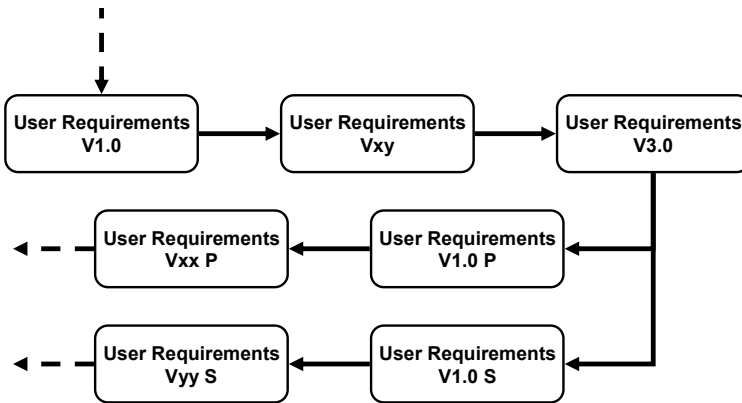 User Requirements
V1.0
User Requirements
Vxy
User Requirements
V3.0
User Requirements
Vxx P
User Requirements
V1.0 P
User Requirements
Vyy S
User Requirements
V1.0 S